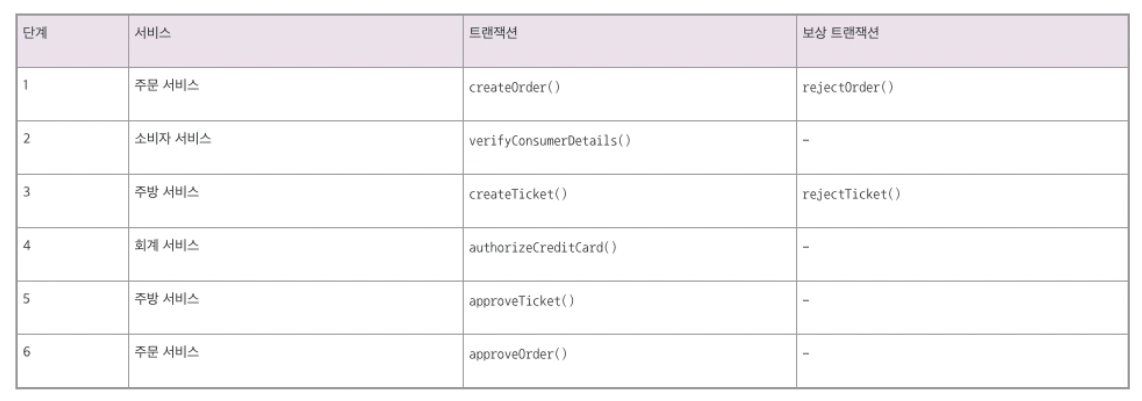 단계 서비스 트랜잭션 보상 트랜잭션
1 주문 서비스 createOrder() rejectOrder()
2 소비자 서비스 verifyConsumerDetails() –
3 주방 서비스 createTicket() rejectTicket()
4 회계 서비스 authorizeCreditCard() –
5 주방 서비스 approveTicket() –
6 주문 서비스 approveOrder() –